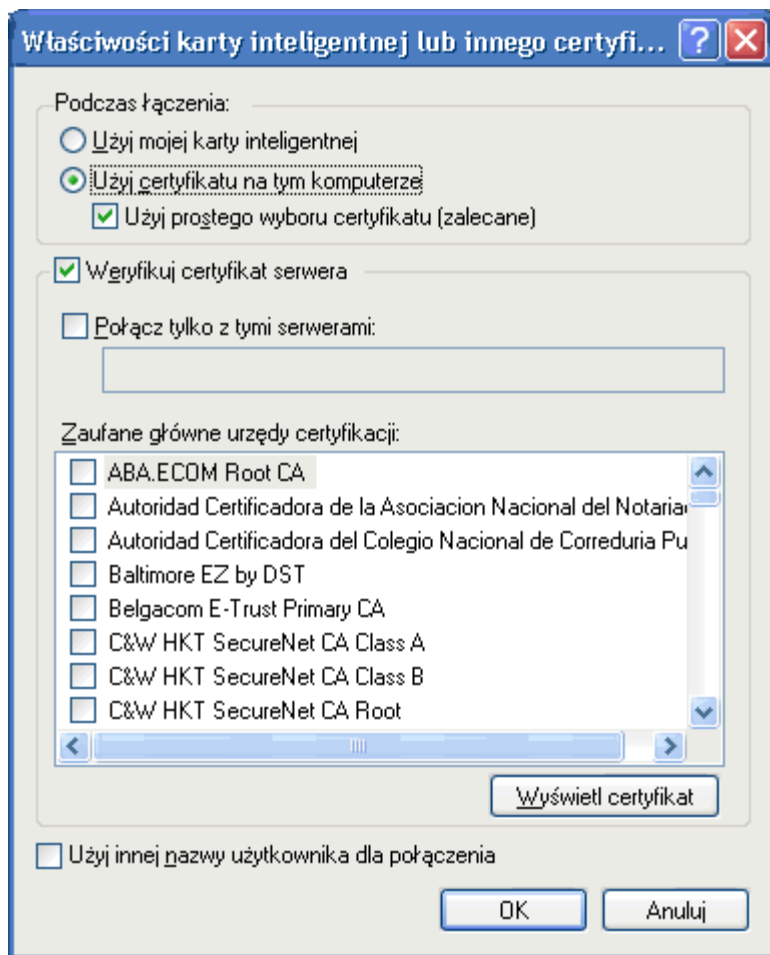 Właściwości karty inteligentnej lub innego certyfi...
Podczas łączenia:
Użyj mojej karty inteligentnej
Użyj certyfikatu na tym komputerze
Użyj prostego wyboru certyfikatu (zalecane)
Weryfikuj certyfikat serwera
Połącz tylko z tymi serwerami:
Zaufane główne urzędy certyfikacji:
ABA.ECOM Root CA
Autoridad Certificadora de la Asociacion Nacional del Notaria
Autoridad Certificadora del Colegio Nacional de Correduria Pu
Baltimore EZ by DST
Belgacom E-Trust Primary CA
C&W HKT SecureNet CA Class A
C&W HKT SecureNet CA Class B
C&W HKT SecureNet CA Root
Wyświetl certyfikat
Użyj innej nazwy użytkownika dla połączenia
OK Anuluj